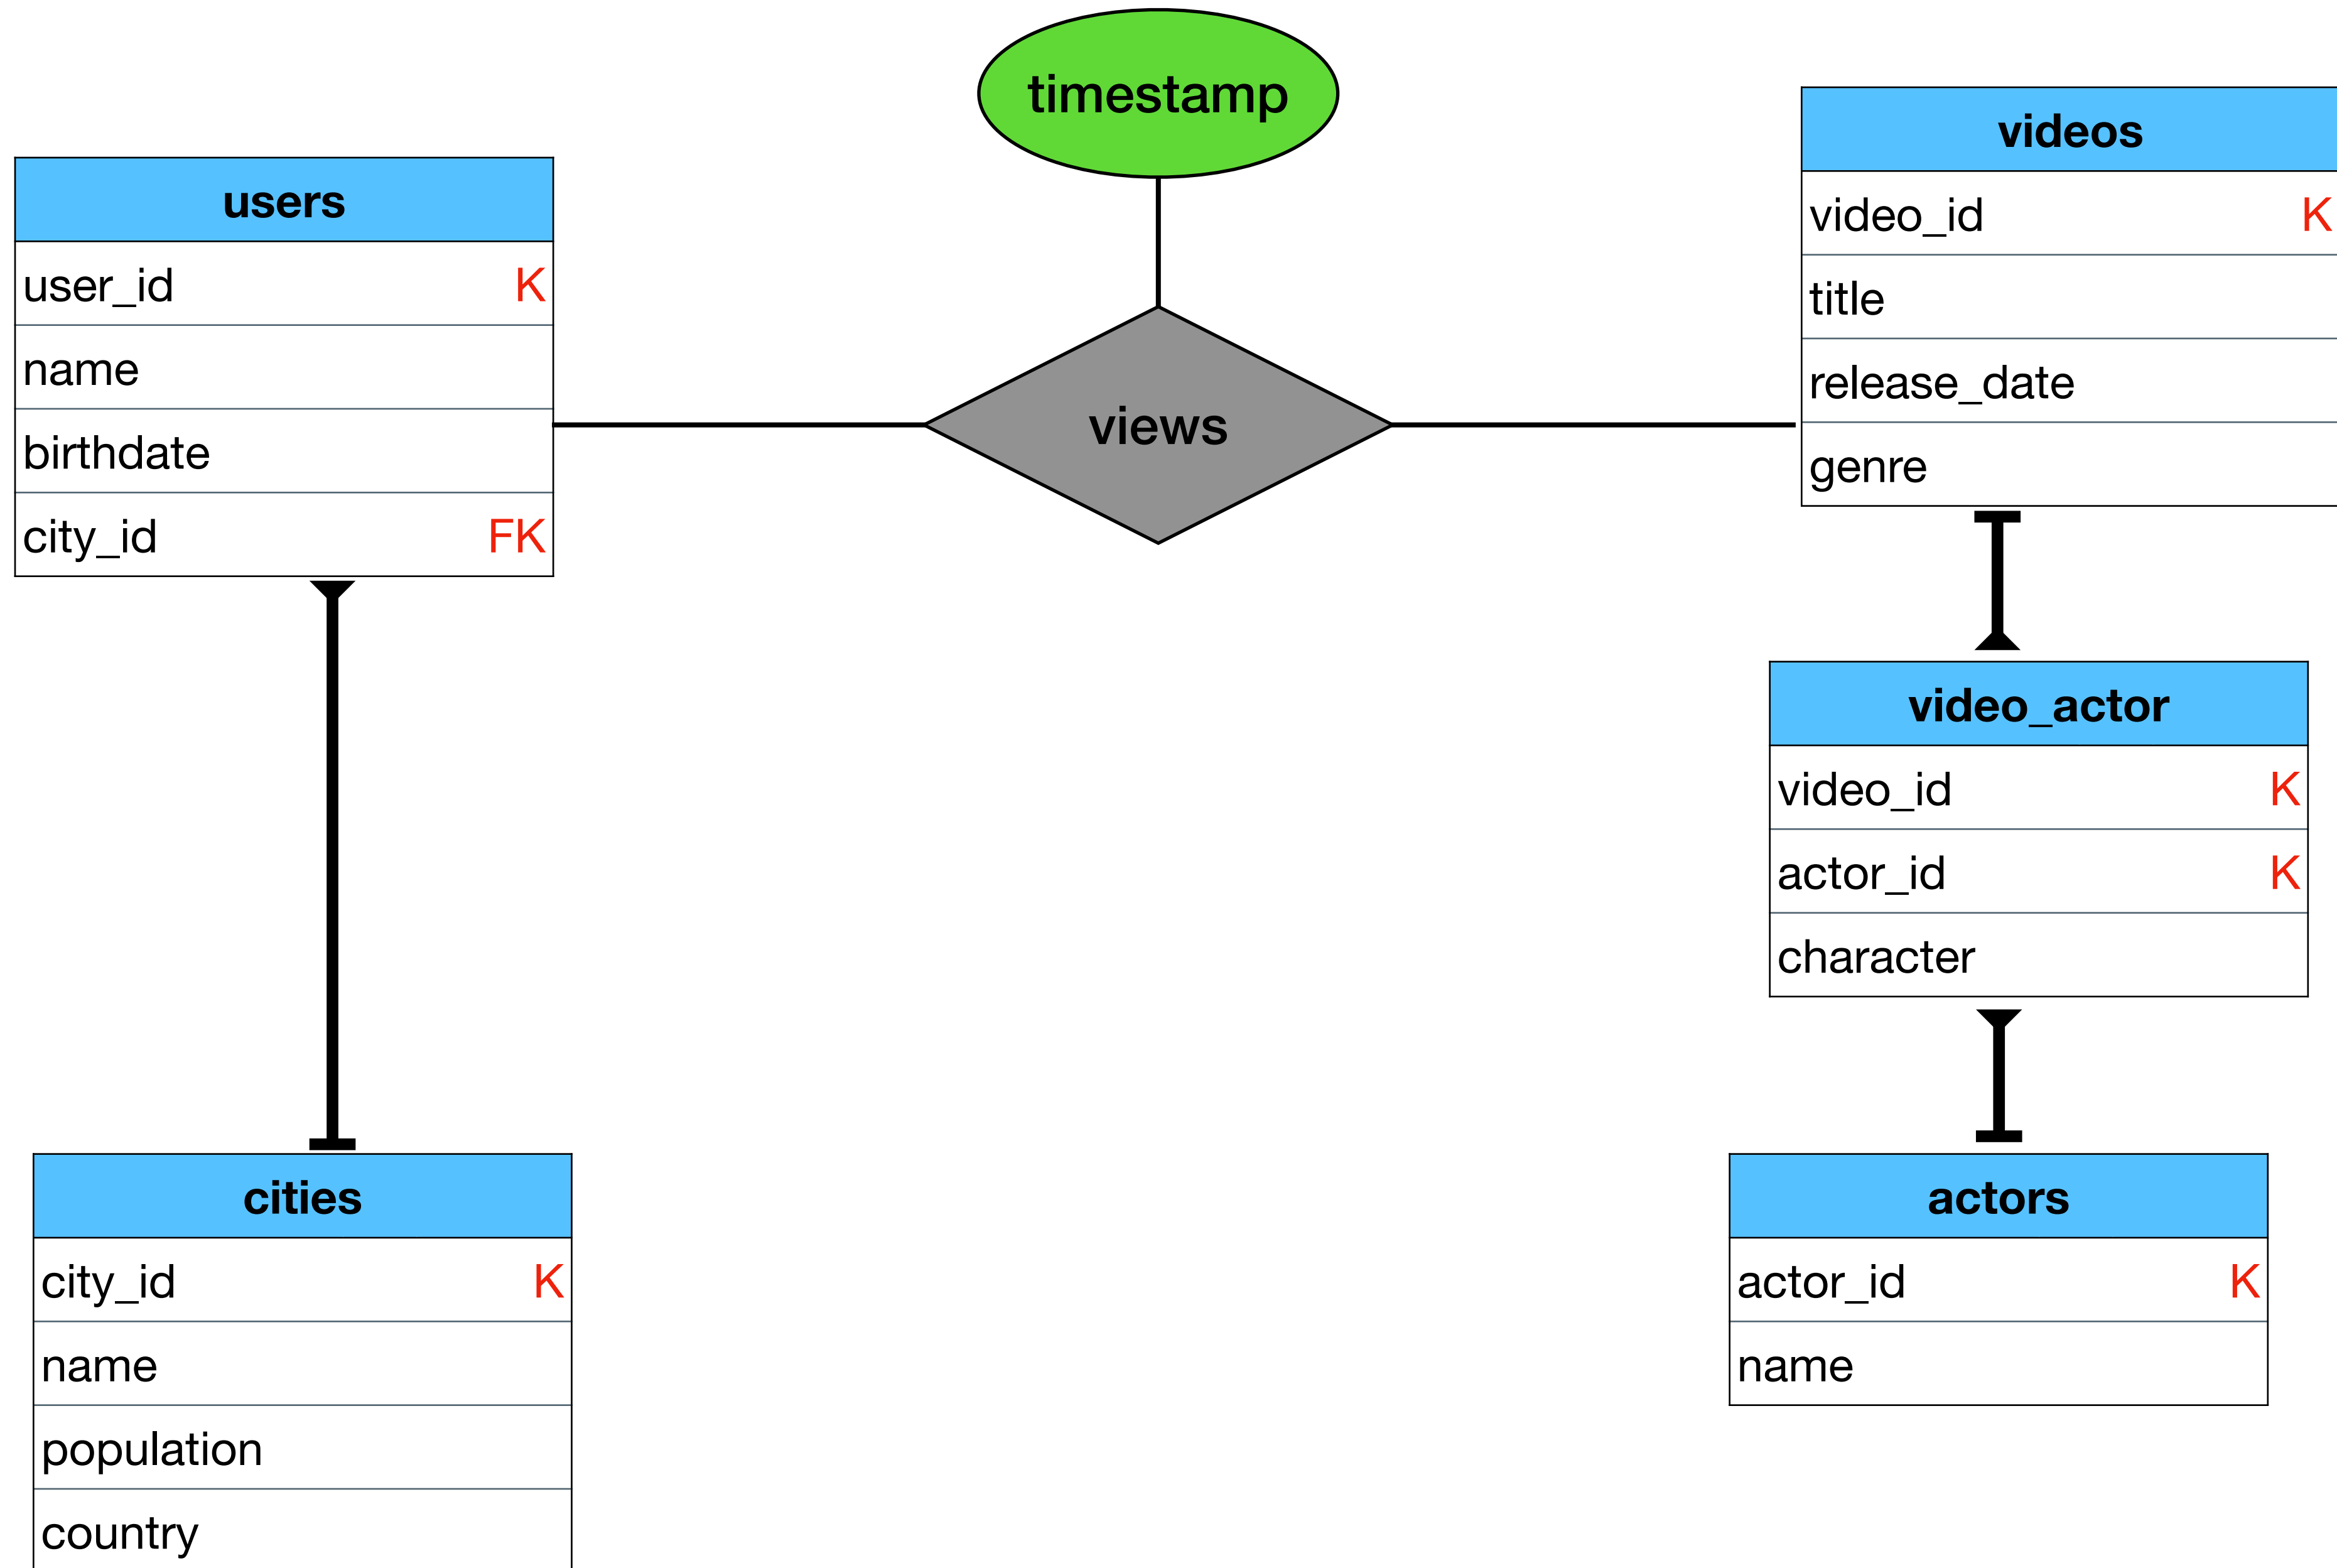 timestamp
views
users
user_id K
name
birthdate
city_id FK
cities
city_id K
name
population
country
videos
video_id K
title
release_date
genre
video_actor
video_id K
actor_id K
character
actors
actor_id K
name